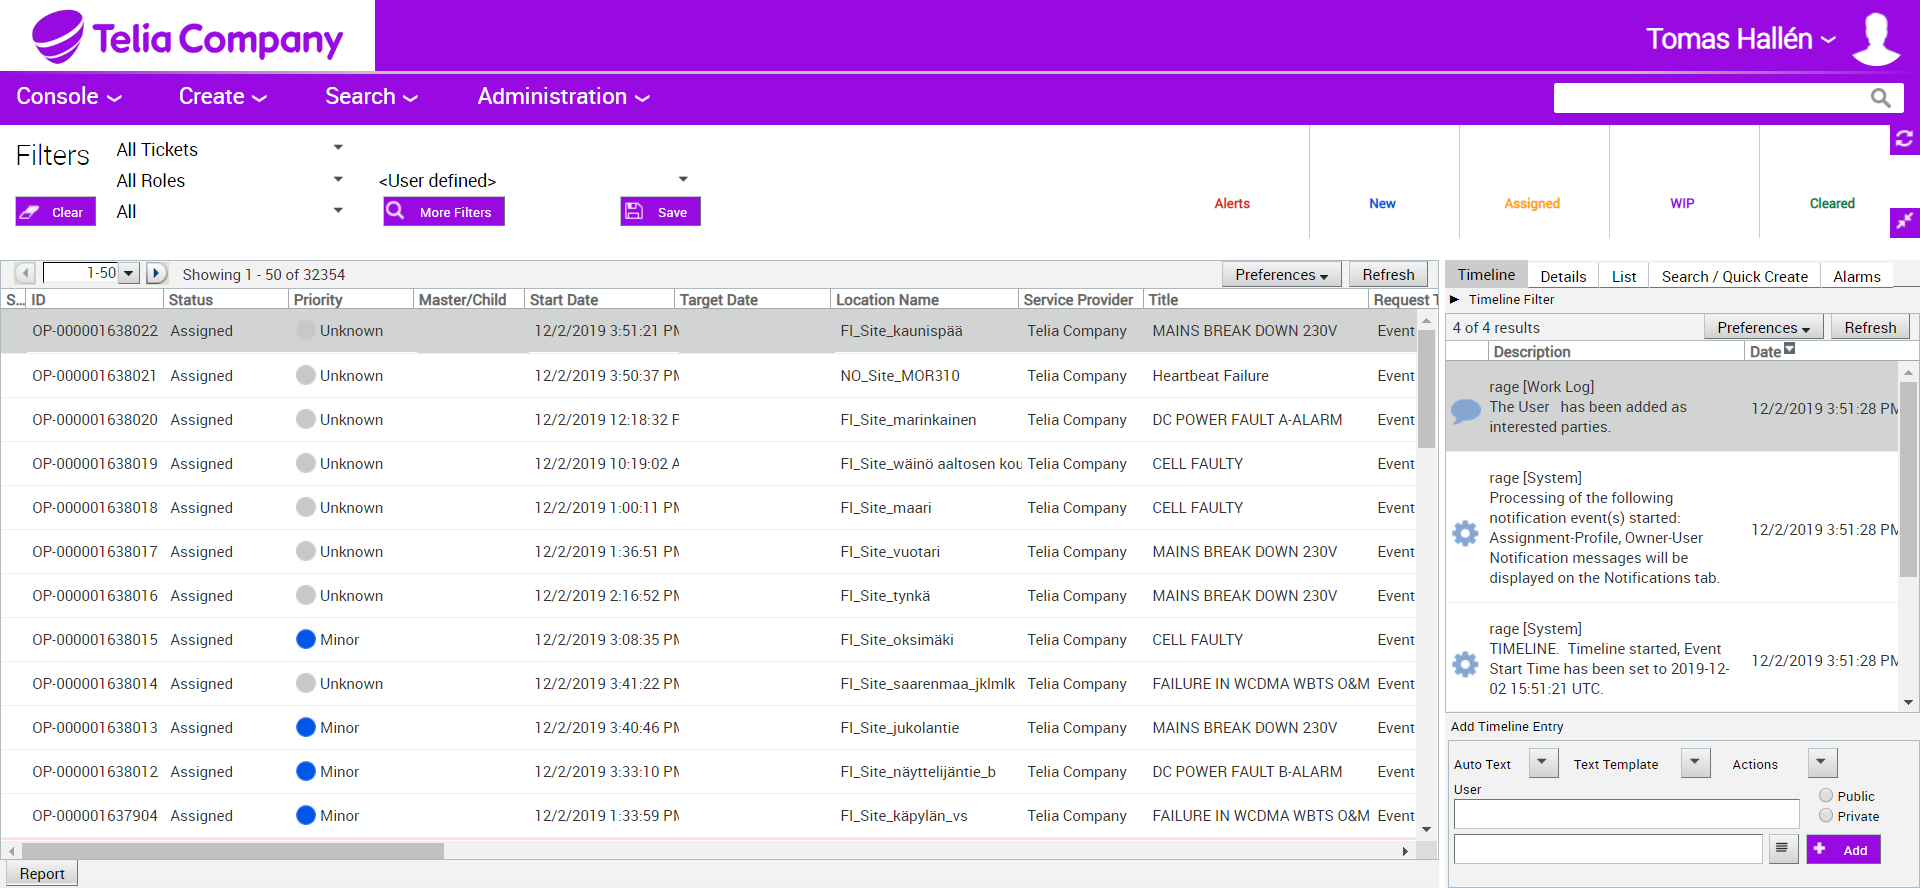 Telia Company
Tomas Hallén
Console
Create
Search
Administration
Filters
All Tickets
All Roles
<User defined>
Clear
All
More Filters
Save
Alerts
New
Assigned
WIP
Cleared
1-50
Showing 1 - 50 of 32354
Preferences
Refresh
S... ID Status Priority Master/Child Start Date Target Date Location Name Service Provider Title Request T
OP-000001638022 Assigned Unknown 12/2/2019 3:51:21 PM FI_Site_kaunispää Telia Company MAINS BREAK DOWN 230V Event
OP-000001638021 Assigned Unknown 12/2/2019 3:50:37 PM NO_Site_MOR310 Telia Company Heartbeat Failure Event
OP-000001638020 Assigned Unknown 12/2/2019 12:18:32 P FI_Site_marinkainen Telia Company DC POWER FAULT A-ALARM Event
OP-000001638019 Assigned Unknown 12/2/2019 10:19:02 A FI_Site_wäinö aaltosen kou Telia Company CELL FAULTY Event
OP-000001638018 Assigned Unknown 12/2/2019 1:00:11 PM FI_Site_maari Telia Company CELL FAULTY Event
OP-000001638017 Assigned Unknown 12/2/2019 1:36:51 PM FI_Site_vuotari Telia Company MAINS BREAK DOWN 230V Event
OP-000001638016 Assigned Unknown 12/2/2019 2:16:52 PM FI_Site_tynkä Telia Company MAINS BREAK DOWN 230V Event
OP-000001638015 Assigned Minor 12/2/2019 3:08:35 PM FI_Site_oksimäki Telia Company CELL FAULTY Event
OP-000001638014 Assigned Unknown 12/2/2019 3:41:22 PM FI_Site_saarenmaa_jklmlk Telia Company FAILURE IN WCDMA WBTS O&M Event
OP-000001638013 Assigned Minor 12/2/2019 3:40:46 PM FI_Site_jukolantie Telia Company MAINS BREAK DOWN 230V Event
OP-000001638012 Assigned Minor 12/2/2019 3:33:10 PM FI_Site_näyttelijäntie_b Telia Company DC POWER FAULT B-ALARM Event
OP-000001637904 Assigned Minor 12/2/2019 1:33:59 PM FI_Site_käpylän_vs Telia Company FAILURE IN WCDMA WBTS O&M Event
Report
Timeline Details List Search / Quick Create Alarms
Timeline Filter
4 of 4 results
Preferences
Refresh
Description Date
rage [Work Log]
The User has been added as
interested parties.
12/2/2019 3:51:28 PM
rage [System]
Processing of the following
notification event(s) started:
Assignment-Profile, Owner-User
Notification messages will be
displayed on the Notifications tab.
12/2/2019 3:51:28 PM
rage [System]
TIMELINE. Timeline started, Event
Start Time has been set to 2019-12-
02 15:51:21 UTC.
12/2/2019 3:51:28 PM
Add Timeline Entry
Auto Text
Text Template
Actions
User
Public
Private
Add